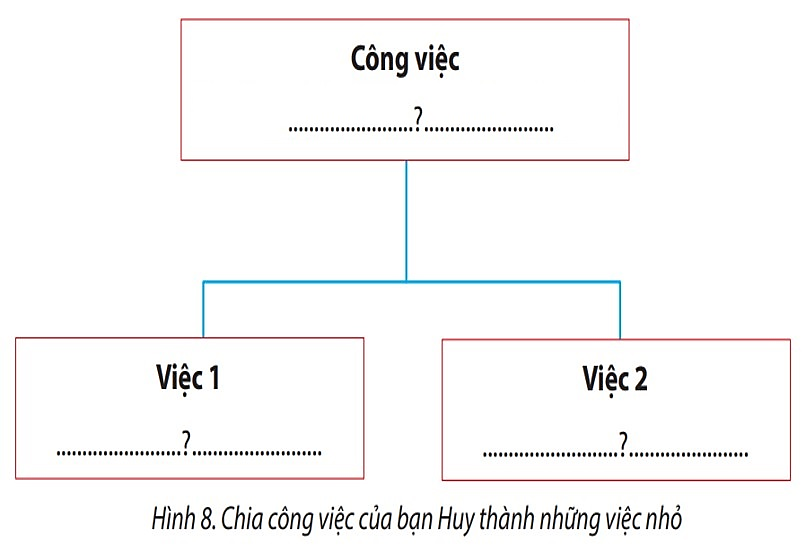 Công việc
........................?.........................
Việc 1
........................?.........................
Việc 2
..........................?.......................
Hình 8. Chia công việc của bạn Huy thành những việc nhỏ